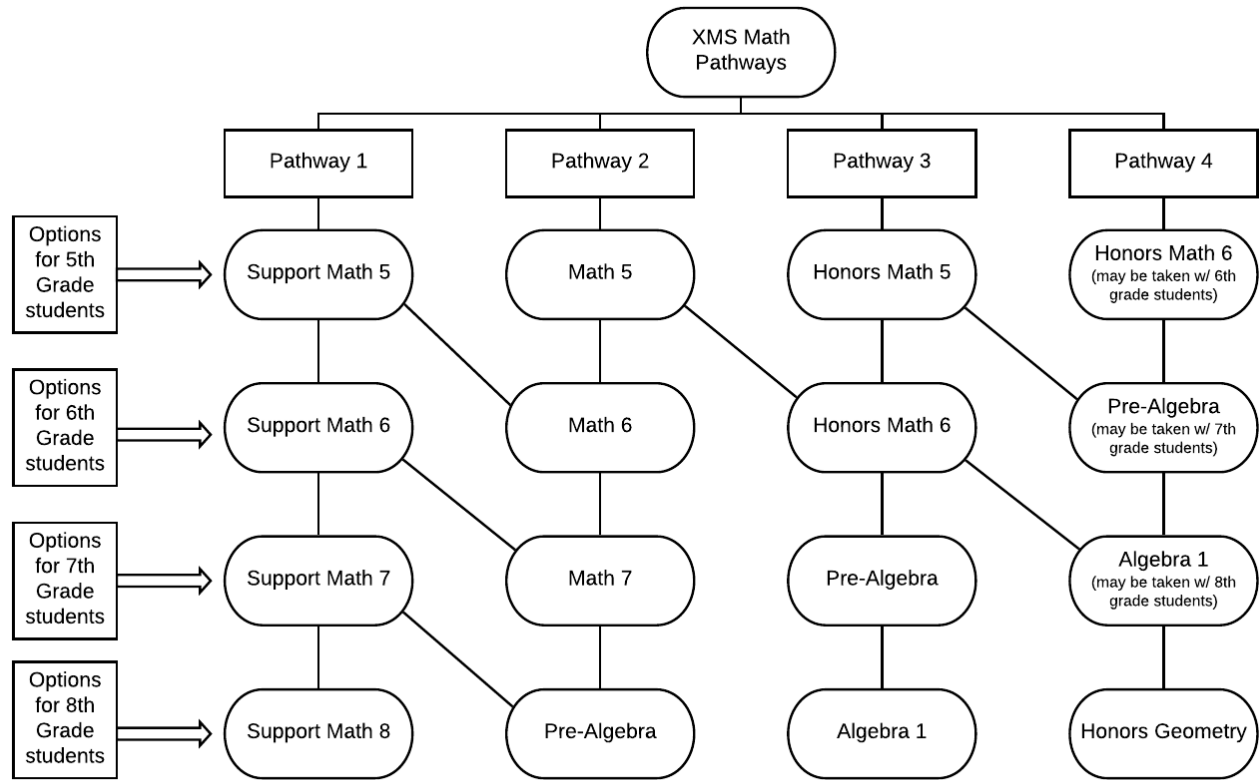 XMS Math
Pathways
Pathway 1
Pathway 2
Pathway 3
Pathway 4
Options
for 5th
Grade
students
Support Math 5
Math 5
Honors Math 5
Honors Math 6
(may be taken w/ 6th
grade students)
Options
for 6th
Grade
students
Support Math 6
Math 6
Honors Math 6
Pre-Algebra
(may be taken w/ 7th
grade students)
Options
for 7th
Grade
students
Support Math 7
Math 7
Pre-Algebra
Algebra 1
(may be taken w/ 8th
grade students)
Options
for 8th
Grade
students
Support Math 8
Pre-Algebra
Algebra 1
Honors Geometry